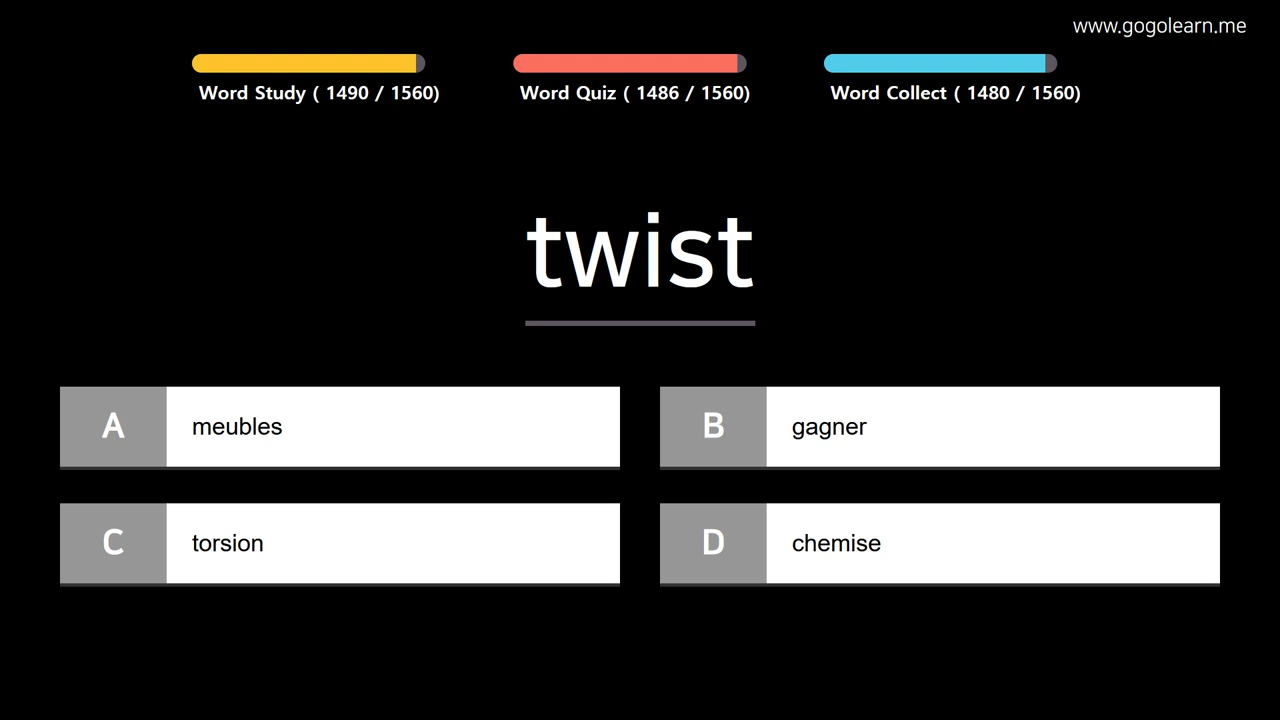 www.gogolearn.me
Word Study ( 1490 / 1560)
Word Quiz ( 1486 / 1560)
Word Collect ( 1480 / 1560)
twist
A meubles
B gagner
C torsion
D chemise